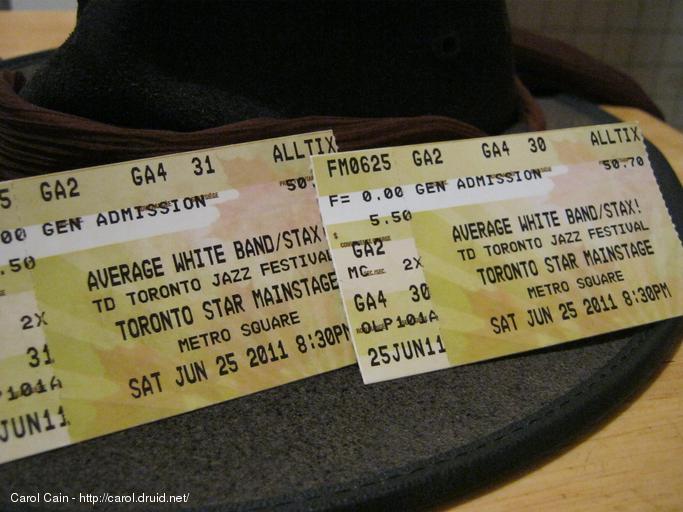 5 GA2 GA4 31 ALLTIX
00 GEN ADMISSION 50.
.50
AVERAGE WHITE BAND/STAX
TD TORONTO JAZZ FESTIVAL
2X TORONTO STAR MAINSTAGE
31 METRO SQUARE
P101A SAT JUN 25 2011 8:30PM
JUN11
FM0625 GA2 GA4 30 ALLTIX
F= 0.00 GEN ADMISSION 50.70
$ 5.50
GA2 AVERAGE WHITE BAND/STAX!
MC 2X TD TORONTO JAZZ FESTIVAL
GA4 30 TORONTO STAR MAINSTAGE
OLP101A METRO SQUARE
25JUN11 SAT JUN 25 2011 8:30PM
Carol Cain - http://carol.druid.net/